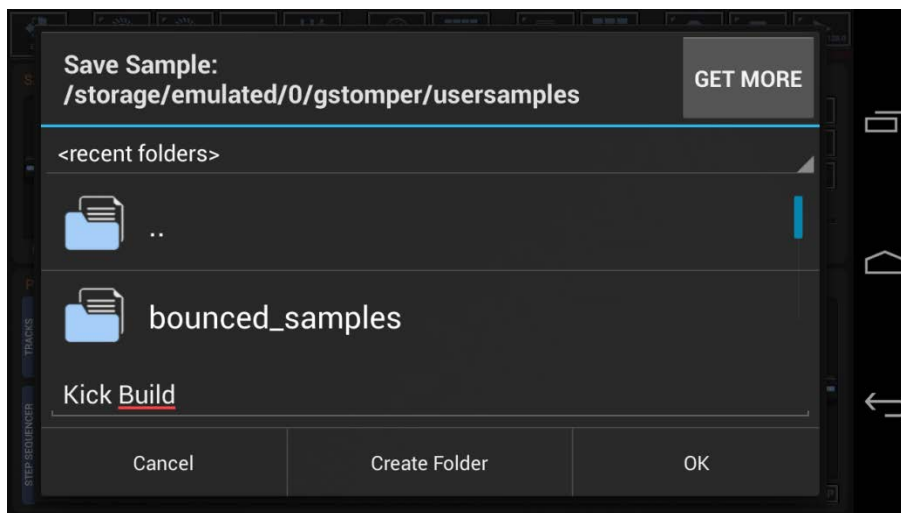 Save Sample:
/storage/emulated/0/gstomper/usersamples
GET MORE
<recent folders>
..
bounced_samples
Kick Build
TRACKS
STEP SEQUENCER
Cancel
Create Folder
OK